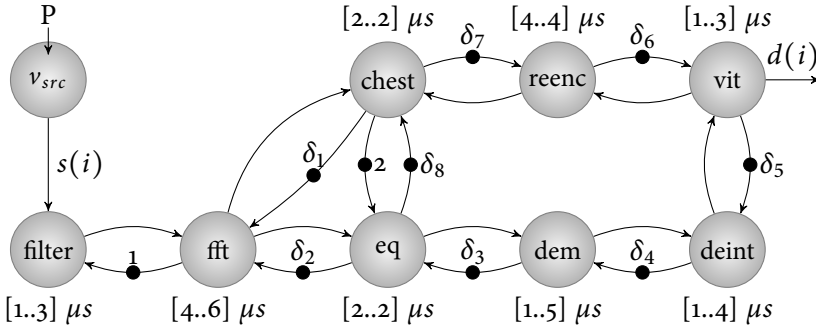 P
[2..2] μs
[4..4] μs
[1..3] μs
δ₇
δ₆
v_src
chest
reenc
vit
d(i)
s(i)
δ₁
2
δ₈
δ₅
filter
1
fft
δ₂
eq
δ₃
dem
δ₄
deint
[1..3] μs
[4..6] μs
[2..2] μs
[1..5] μs
[1..4] μs